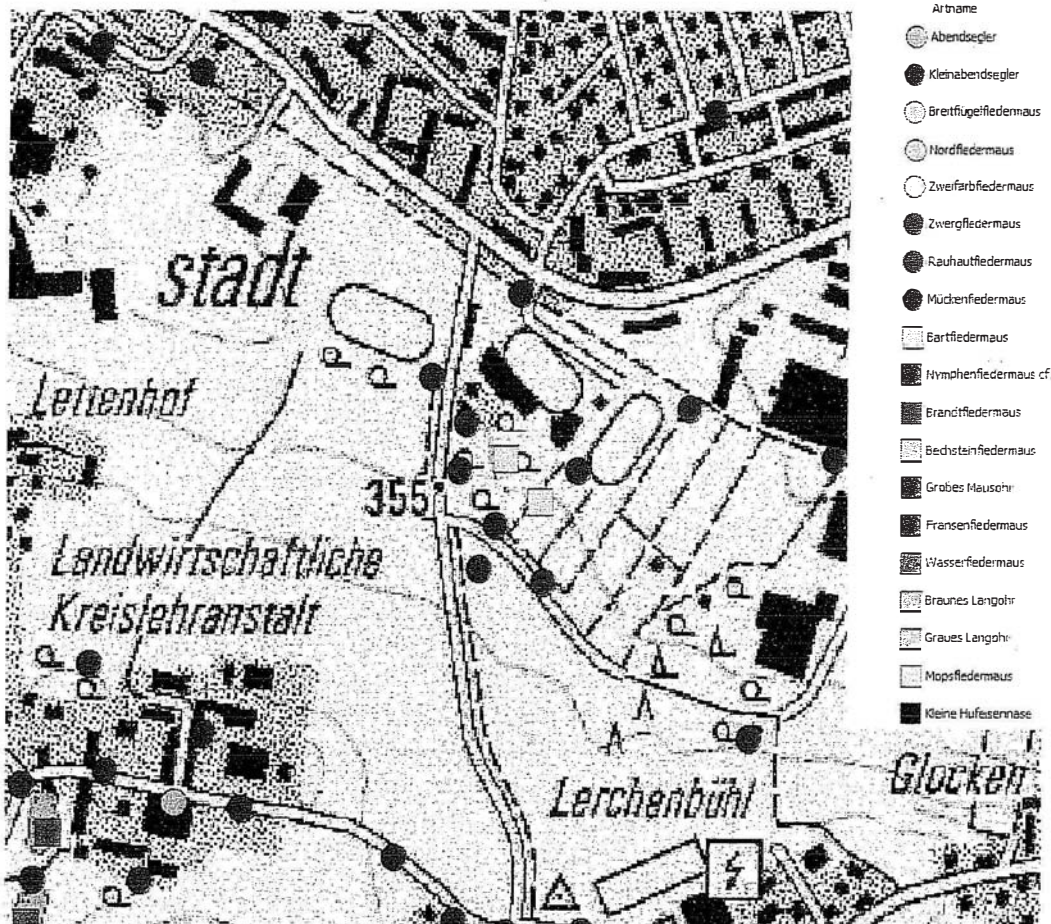 Artname
Abendsegler
Kleinabendsegler
Breitflügelfledermaus
Nordfledermaus
Zweifarbfledermaus
Zwergfledermaus
Rauhautfledermaus
Mückenfledermaus
Bartfledermaus
Nymphenfledermaus cf.
Brandtfledermaus
Bechsteinfledermaus
Großes Mausohr
Fransenfledermaus
Wasserfledermaus
Braunes Langohr
Graues Langohr
Mopsfledermaus
Kleine Hufeisennase
stadt
Lettenhof
355
Landwirtschaftliche
Kreislehranstalt
Lerchenbühl
Glocken